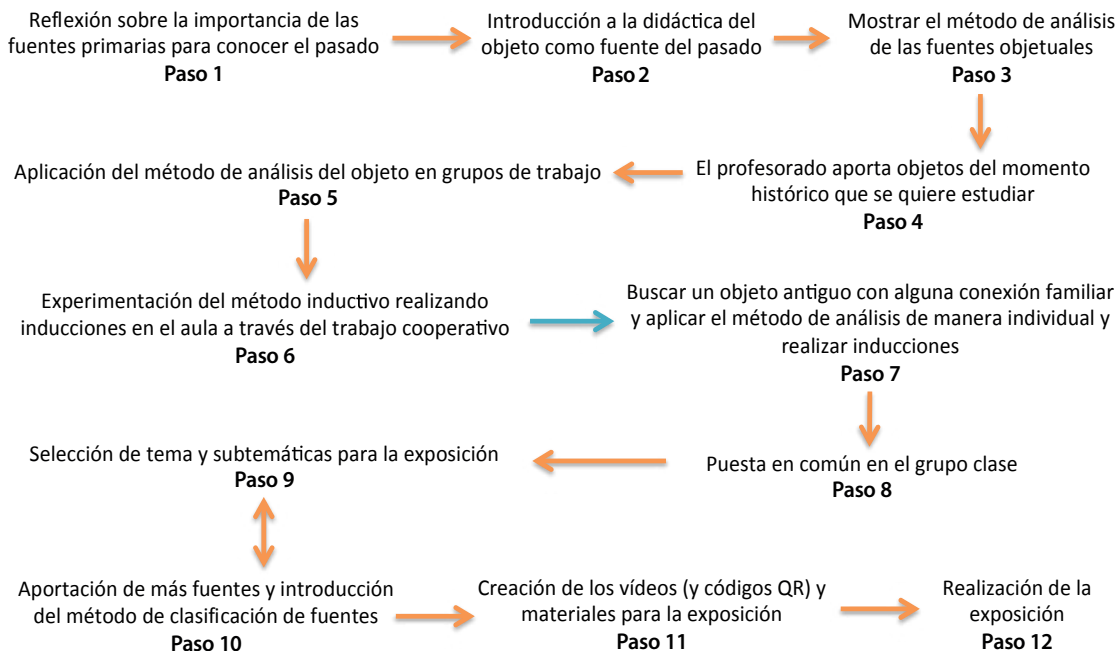 Reflexión sobre la importancia de las
fuentes primarias para conocer el pasado
Paso 1
Introducción a la didáctica del
objeto como fuente del pasado
Paso 2
Mostrar el método de análisis
de las fuentes objetuales
Paso 3
El profesorado aporta objetos del momento
histórico que se quiere estudiar
Paso 4
Aplicación del método de análisis del objeto en grupos de trabajo
Paso 5
Experimentación del método inductivo realizando
inducciones en el aula a través del trabajo cooperativo
Paso 6
Buscar un objeto antiguo con alguna conexión familiar
y aplicar el método de análisis de manera individual y
realizar inducciones
Paso 7
Puesta en común en el grupo clase
Paso 8
Selección de tema y subtemáticas para la exposición
Paso 9
Aportación de más fuentes y introducción
del método de clasificación de fuentes
Paso 10
Creación de los vídeos (y códigos QR) y
materiales para la exposición
Paso 11
Realización de la
exposición
Paso 12